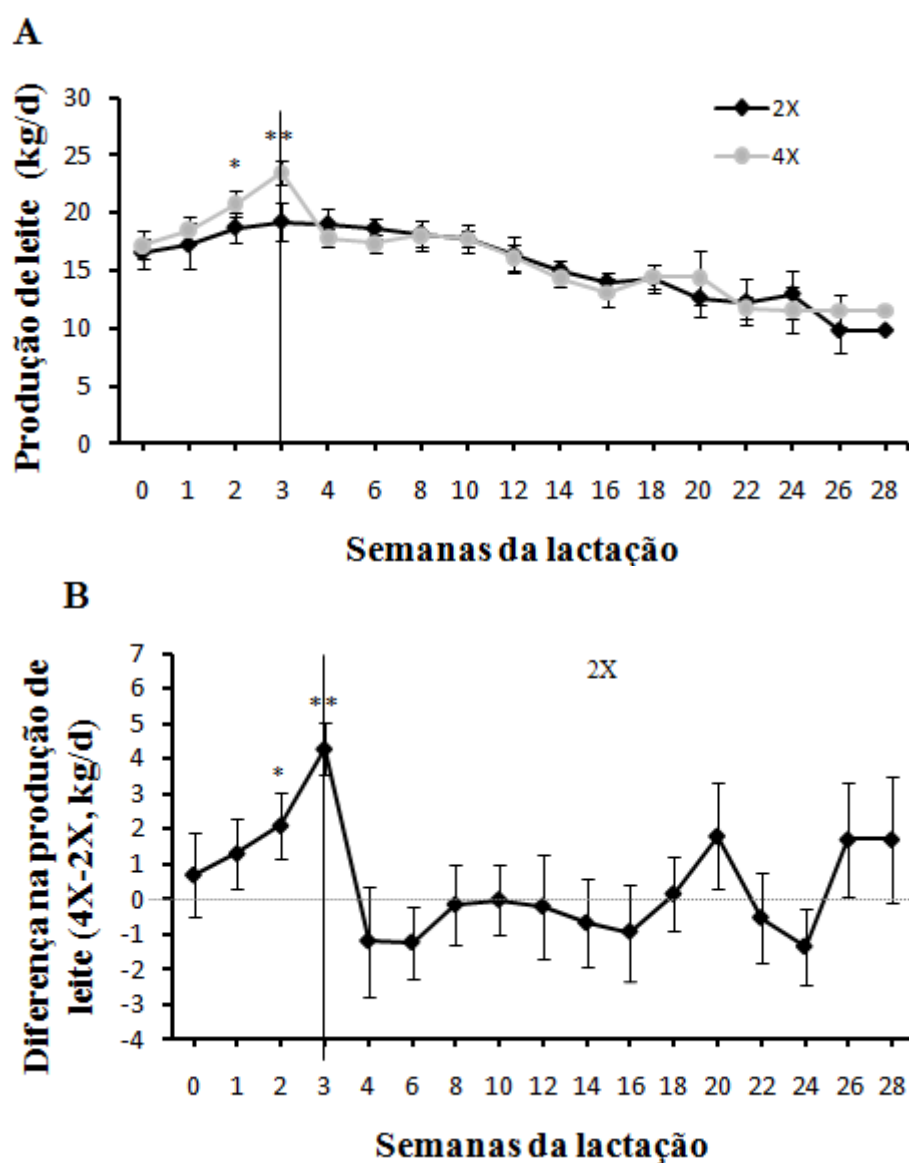 A
Produção de leite (kg/d)
30
25
20
15
10
5
0
*
**
2X
4X
0 1 2 3 4 6 8 10 12 14 16 18 20 22 24 26 28
Semanas da lactação
B
Diferença na produção de
leite (4X-2X, kg/d)
7
6
5
4
3
2
1
0
-1
-2
-3
-4
*
**
2X
0 1 2 3 4 6 8 10 12 14 16 18 20 22 24 26 28
Semanas da lactação